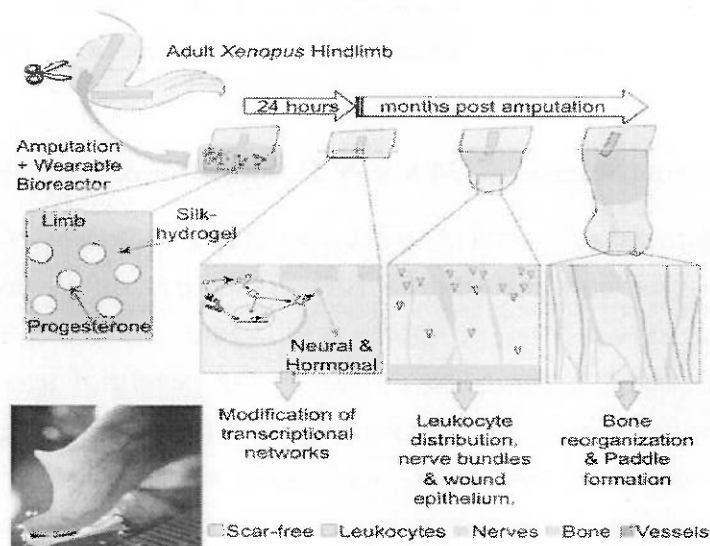 Adult Xenopus Hindlimb
24 hours
months post amputation
Amputation
+ Wearable
Bioreactor
Limb
Silk-
hydrogel
Progesterone
Neural &
Hormonal
Modification of
transcriptional
networks
Leukocyte
distribution,
nerve bundles
& wound
epithelium.
Bone
reorganization
& Paddle
formation
Scar-free Leukocytes Nerves Bone Vessels